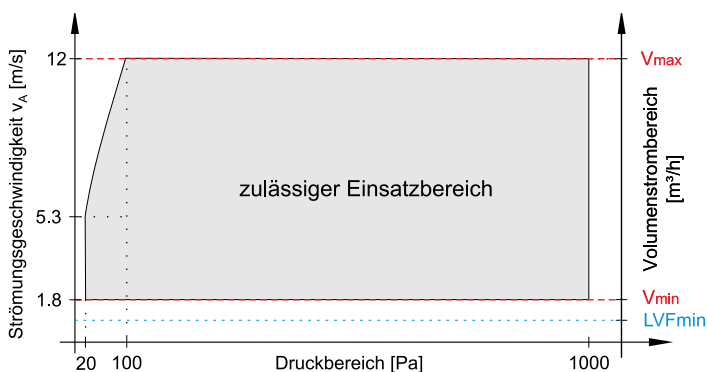 Strömungsgeschwindigkeit vA [m/s]
12
5.3
1.8
zulässiger Einsatzbereich
Vmax
Volumenstrombereich
[m³/h]
Vmin
LVFmin
20
100
Druckbereich [Pa]
1000